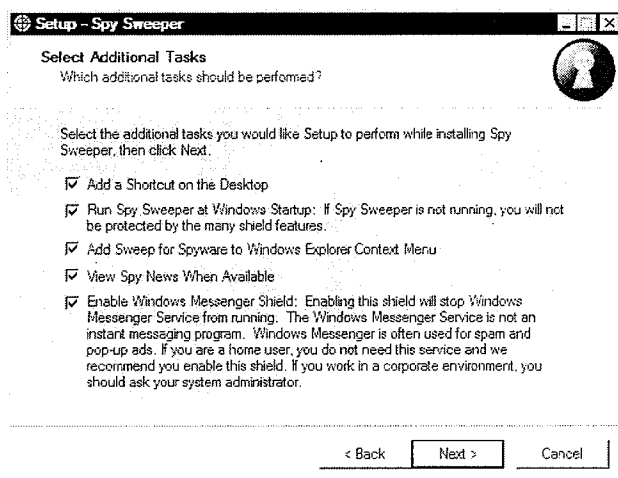 Setup - Spy Sweeper
Select Additional Tasks
Which additional tasks should be performed?
Select the additional tasks you would like Setup to perform while installing Spy
Sweeper, then click Next.
Add a Shortcut on the Desktop
Run Spy Sweeper at Windows Startup: If Spy Sweeper is not running, you will not
be protected by the many shield features.
Add Sweep for Spyware to Windows Explorer Context Menu
View Spy News When Available
Enable Windows Messenger Shield: Enabling this shield will stop Windows
Messenger Service from running. The Windows Messenger Service is not an
instant messaging program. Windows Messenger is often used for spam and
pop-up ads. If you are a home user, you do not need this service and we
recommend you enable this shield. If you work in a corporate environment, you
should ask your system administrator.
< Back Next > Cancel